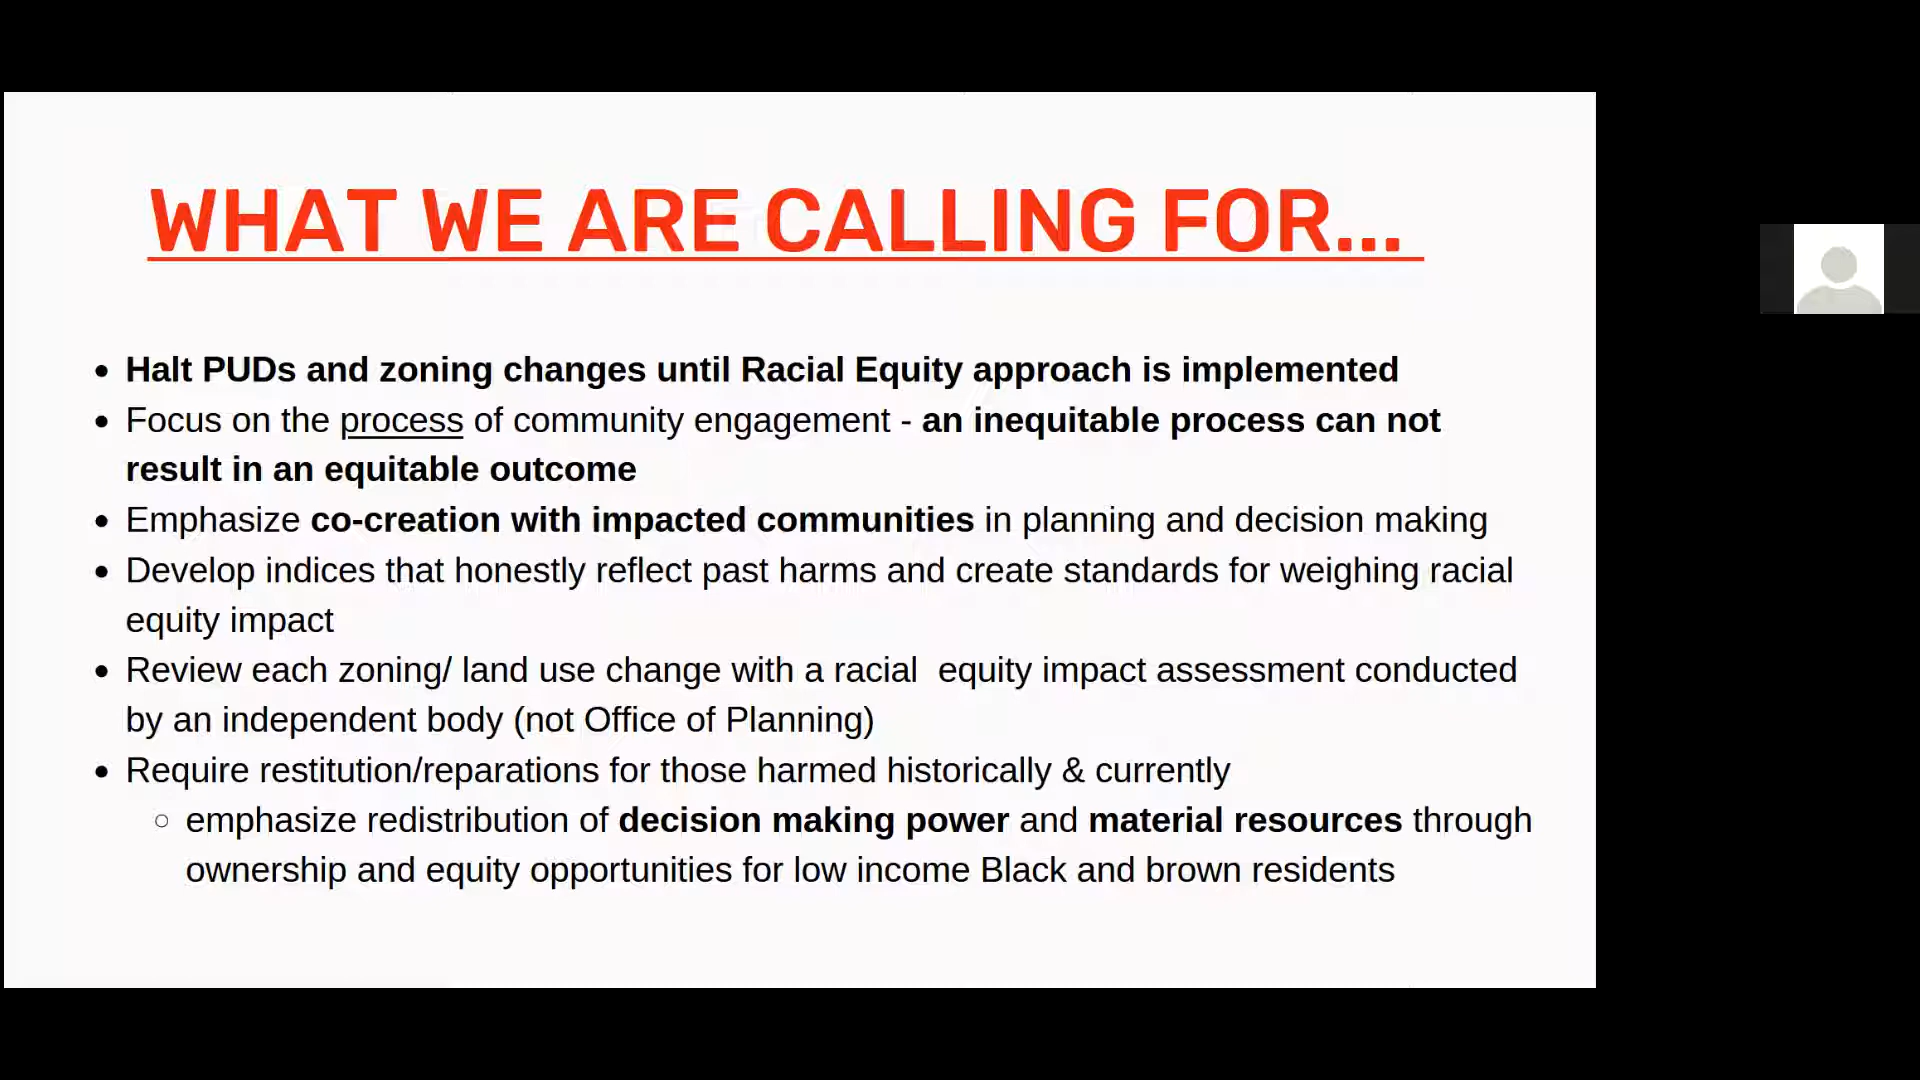 WHAT WE ARE CALLING FOR...
• Halt PUDs and zoning changes until Racial Equity approach is implemented
• Focus on the process of community engagement - an inequitable process can not
result in an equitable outcome
• Emphasize co-creation with impacted communities in planning and decision making
• Develop indices that honestly reflect past harms and create standards for weighing racial
equity impact
• Review each zoning/ land use change with a racial  equity impact assessment conducted
by an independent body (not Office of Planning)
• Require restitution/reparations for those harmed historically & currently
○ emphasize redistribution of decision making power and material resources through
ownership and equity opportunities for low income Black and brown residents